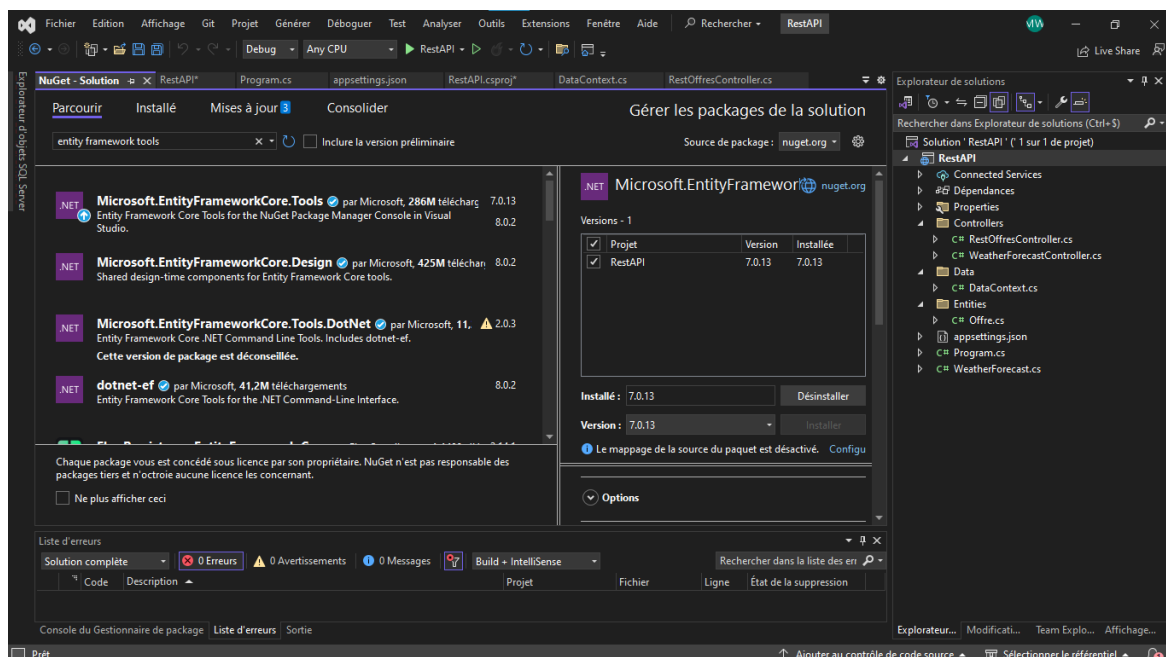 Fichier Edition Affichage Git Projet Générer Déboguer Test Analyser Outils Extensions Fenêtre Aide Rechercher RestAPI MW
Debug Any CPU RestAPI Live Share
Explorateur d'objets SQL Server
NuGet - Solution RestAPI* Program.cs appsettings.json RestAPI.csproj* DataContext.cs RestOffresController.cs
Parcourir Installé Mises à jour 3 Consolider
Gérer les packages de la solution
entity framework tools
Inclure la version préliminaire
Source de package : nuget.org
.NET
Microsoft.EntityFrameworkCore.Tools par Microsoft, 286M télécharg 7.0.13
Entity Framework Core Tools for the NuGet Package Manager Console in Visual
Studio.
8.0.2
.NET
Microsoft.EntityFrameworkCore.Design par Microsoft, 425M téléchar 8.0.2
Shared design-time components for Entity Framework Core tools.
.NET
Microsoft.EntityFrameworkCore.Tools.DotNet par Microsoft, 11, 2.0.3
Entity Framework Core .NET Command Line Tools. Includes dotnet-ef.
Cette version de package est déconseillée.
.NET
dotnet-ef par Microsoft, 41,2M téléchargements 8.0.2
Entity Framework Core Tools for the .NET Command-Line Interface.
Chaque package vous est concédé sous licence par son propriétaire. NuGet n'est pas responsable des
packages tiers et n'octroie aucune licence les concernant.
Ne plus afficher ceci
.NET
Microsoft.EntityFramewor nuget.org
Versions - 1
Projet Version Installée
RestAPI 7.0.13 7.0.13
Installé : 7.0.13 Désinstaller
Version : 7.0.13 Installer
Le mappage de la source du paquet est désactivé. Configu
Options
Liste d'erreurs
Solution complète 0 Erreurs 0 Avertissements 0 Messages Build + IntelliSense Rechercher dans la liste des err
Code Description Projet Fichier Ligne État de la suppression
Console du Gestionnaire de package Liste d'erreurs Sortie
Explorateur de solutions
Rechercher dans Explorateur de solutions (Ctrl+$)
Solution ' RestAPI ' (' 1 sur 1 de projet)
RestAPI
Connected Services
Dépendances
Properties
Controllers
C# RestOffresController.cs
C# WeatherForecastController.cs
Data
C# DataContext.cs
Entities
C# Offre.cs
appsettings.json
C# Program.cs
C# WeatherForecast.cs
Explorateur... Modificati... Team Explo... Affichage...
Prêt Ajouter au contrôle de code source Sélectionner le référentiel